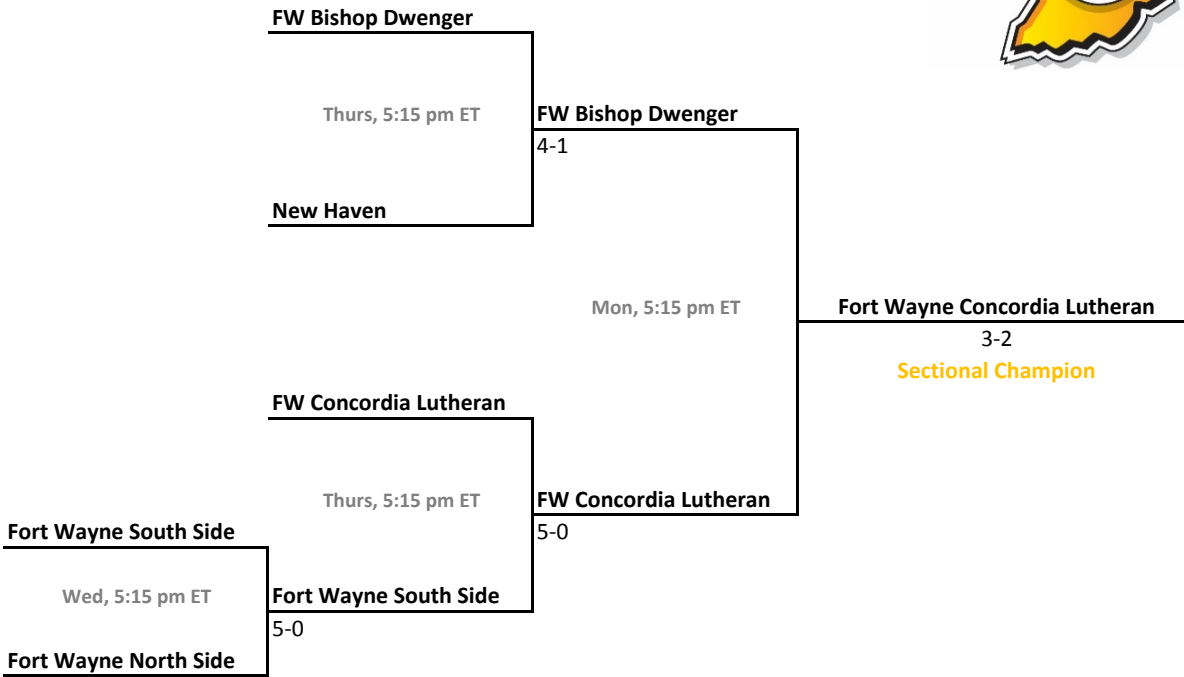 FW Bishop Dwenger
Thurs, 5:15 pm ET
FW Bishop Dwenger
4-1
New Haven
Mon, 5:15 pm ET
Fort Wayne Concordia Lutheran
3-2
Sectional Champion
FW Concordia Lutheran
Thurs, 5:15 pm ET
FW Concordia Lutheran
5-0
Fort Wayne South Side
Wed, 5:15 pm ET
Fort Wayne South Side
5-0
Fort Wayne North Side